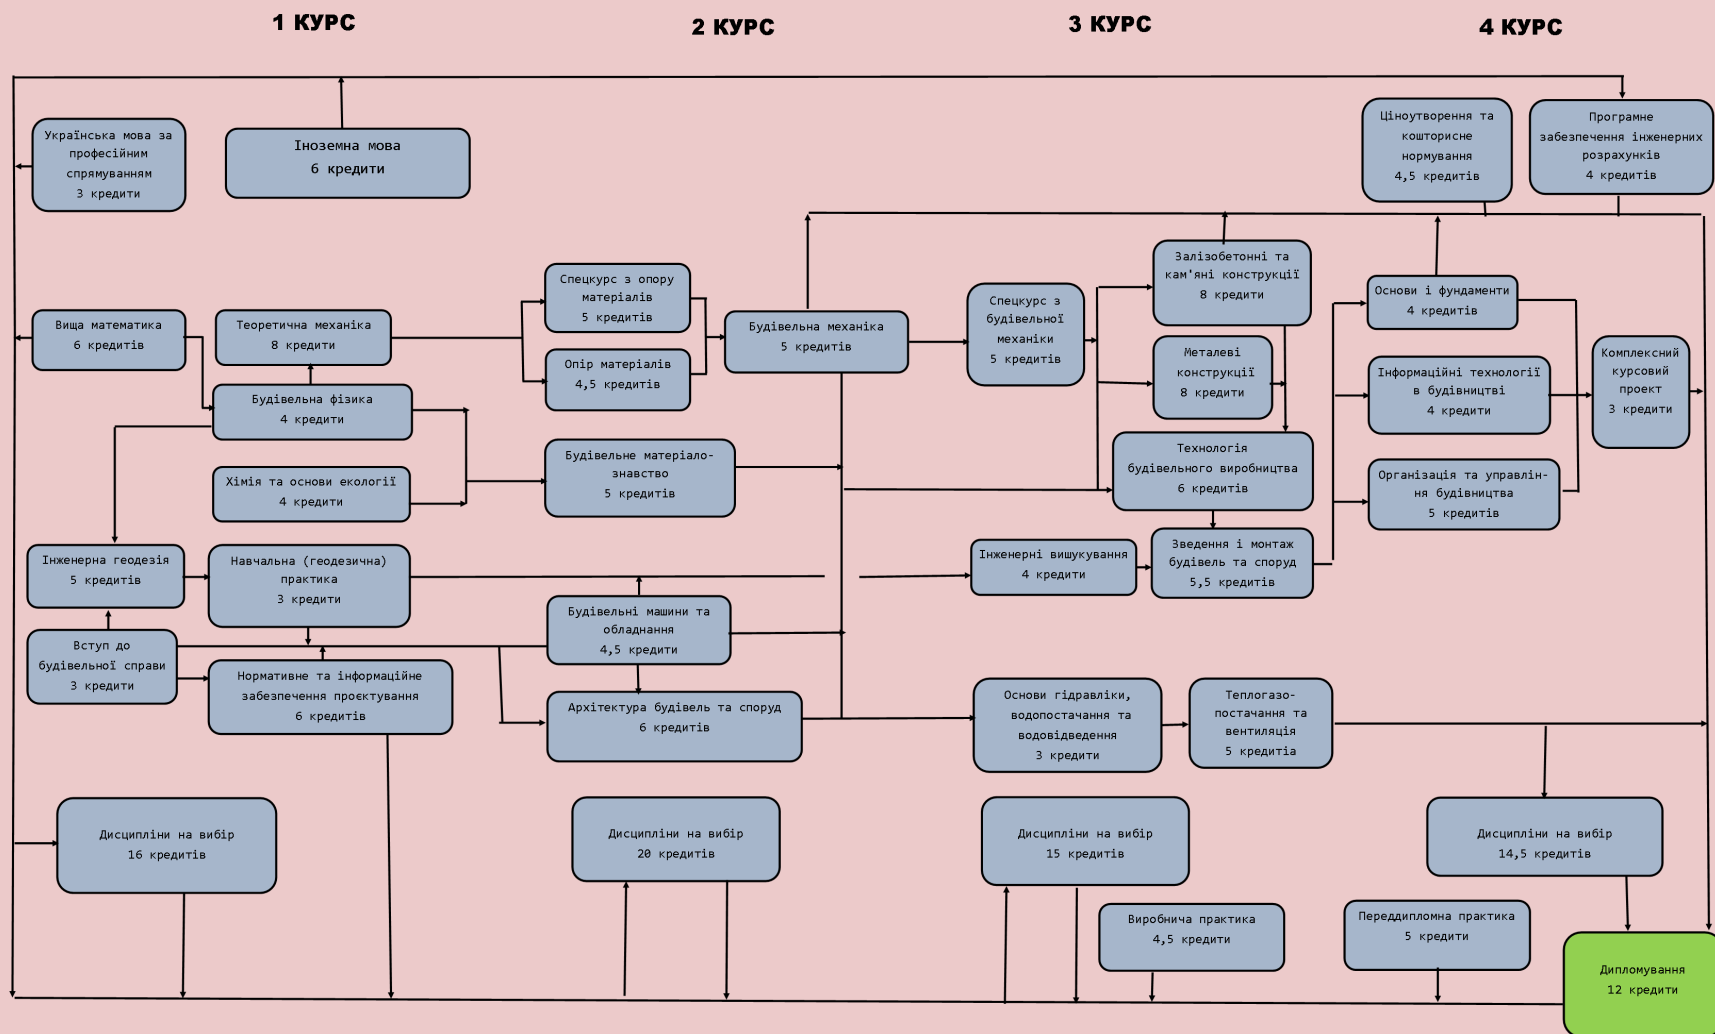 1 КУРС
2 КУРС
3 КУРС
4 КУРС
Українська мова за
професійним
спрямуванням
3 кредити
Іноземна мова
6 кредити
Ціноутворення та
кошторисне
нормування
4,5 кредитів
Програмне
забезпечення інженерних
розрахунків
4 кредитів
Вища математика
6 кредитів
Теоретична механіка
8 кредити
Будівельна фізика
4 кредити
Хімія та основи екології
4 кредити
Інженерна геодезія
5 кредитів
Навчальна (геодезична)
практика
3 кредити
Вступ до
будівельної справи
3 кредити
Нормативне та інформаційне
забезпечення проєктування
6 кредитів
Дисципліни на вибір
16 кредитів
Спецкурс з опору
матеріалів
5 кредитів
Опір матеріалів
4,5 кредитів
Будівельна механіка
5 кредитів
Будівельне матеріало-
знавство
5 кредитів
Будівельні машини та
обладнання
4,5 кредити
Архітектура будівель та споруд
6 кредитів
Дисципліни на вибір
20 кредитів
Спецкурс з
будівельної
механіки
5 кредитів
Залізобетонні та
кам'яні конструкції
8 кредити
Металеві
конструкції
8 кредити
Технологія
будівельного виробництва
6 кредитів
Інженерні вишукування
4 кредити
Зведення і монтаж
будівель та споруд
5,5 кредитів
Основи гідравліки,
водопостачання та
водовідведення
3 кредити
Теплогазо-
постачання та
вентиляція
5 кредитіа
Дисципліни на вибір
15 кредитів
Виробнича практика
4,5 кредити
Основи і фундаменти
4 кредитів
Інформаційні технології
в будівництві
4 кредитів
Організація та управлін-
ня будівництва
5 кредитів
Комплексний
курсовий
проект
3 кредити
Дисципліни на вибір
14,5 кредитів
Переддипломна практика
5 кредитів
Дипломування
12 кредити